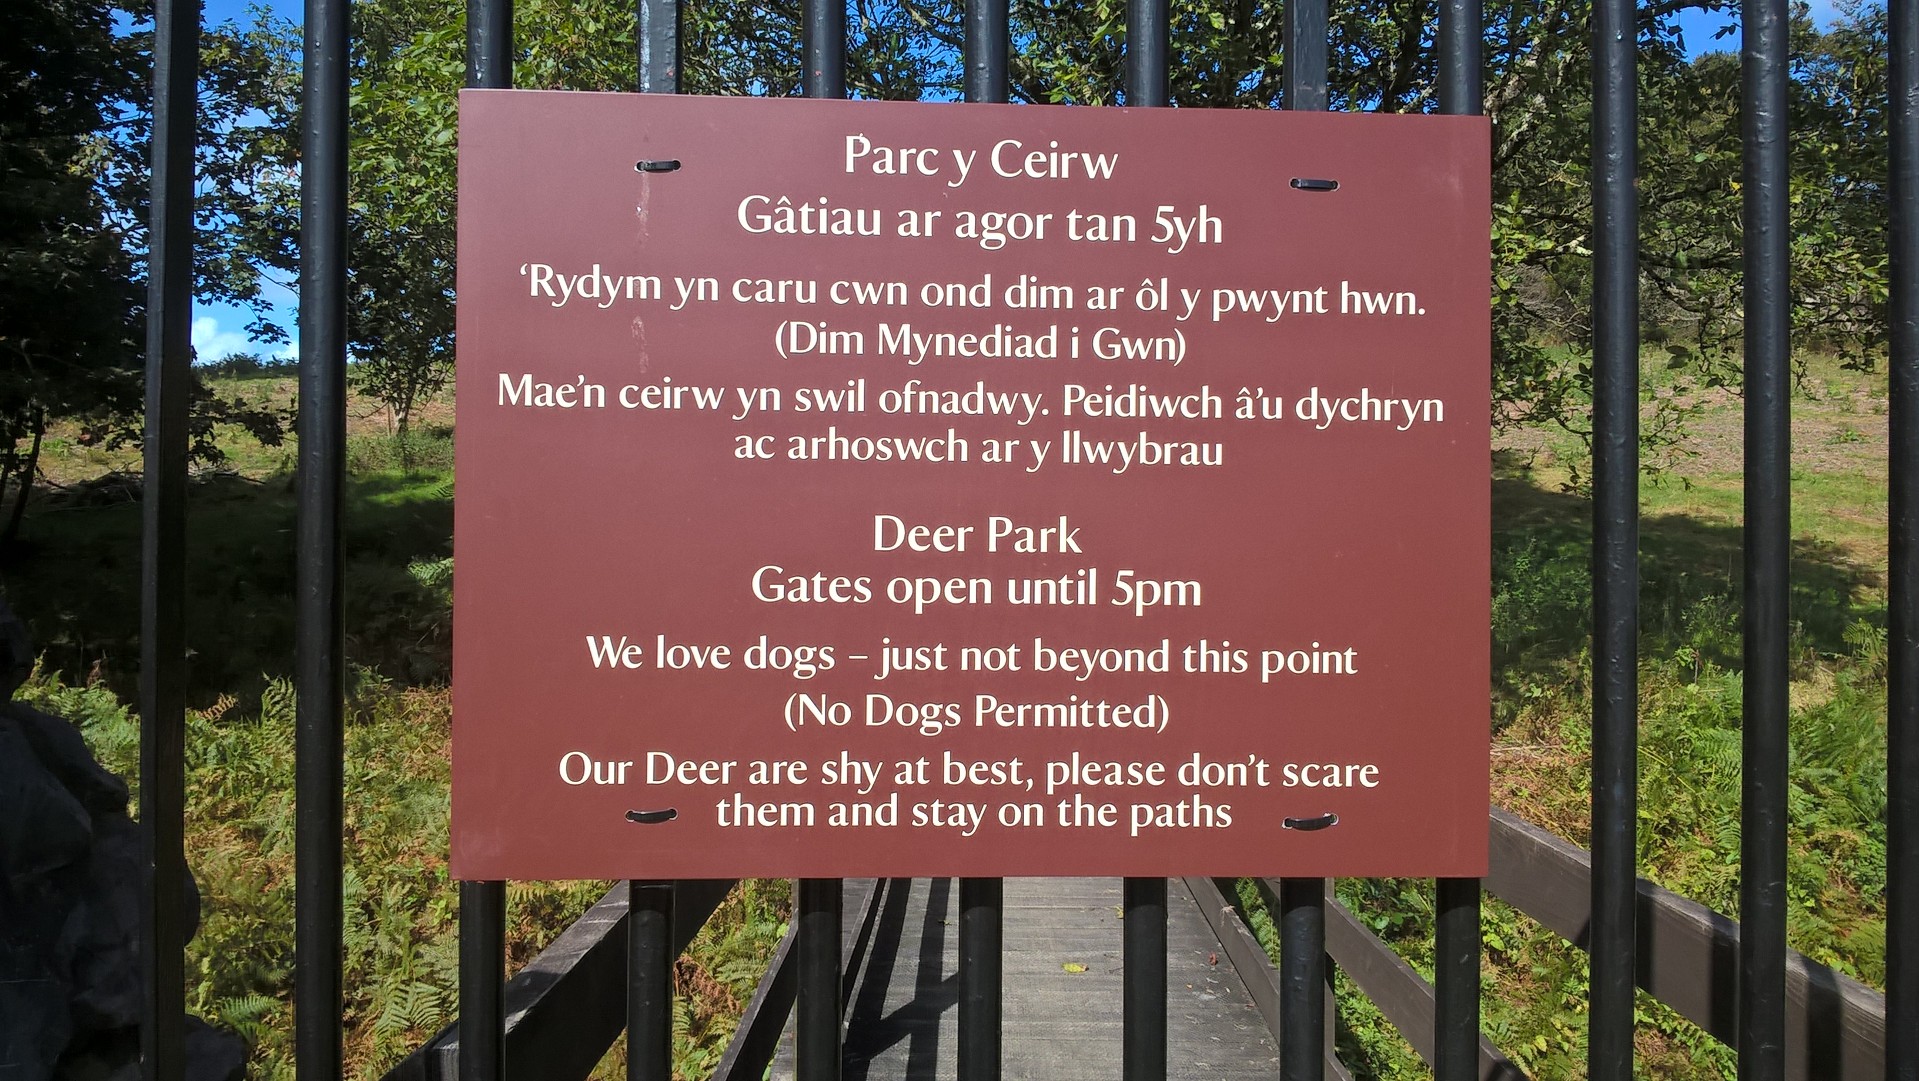 Parc y Ceirw
Gâtiau ar agor tan 5yh
‘Rydym yn caru cwn ond dim ar ôl y pwynt hwn.
(Dim Mynediad i Gwn)
Mae’n ceirw yn swil ofnadwy. Peidiwch â’u dychryn
ac arhoswch ar y llwybrau
Deer Park
Gates open until 5pm
We love dogs – just not beyond this point
(No Dogs Permitted)
Our Deer are shy at best, please don’t scare
them and stay on the paths